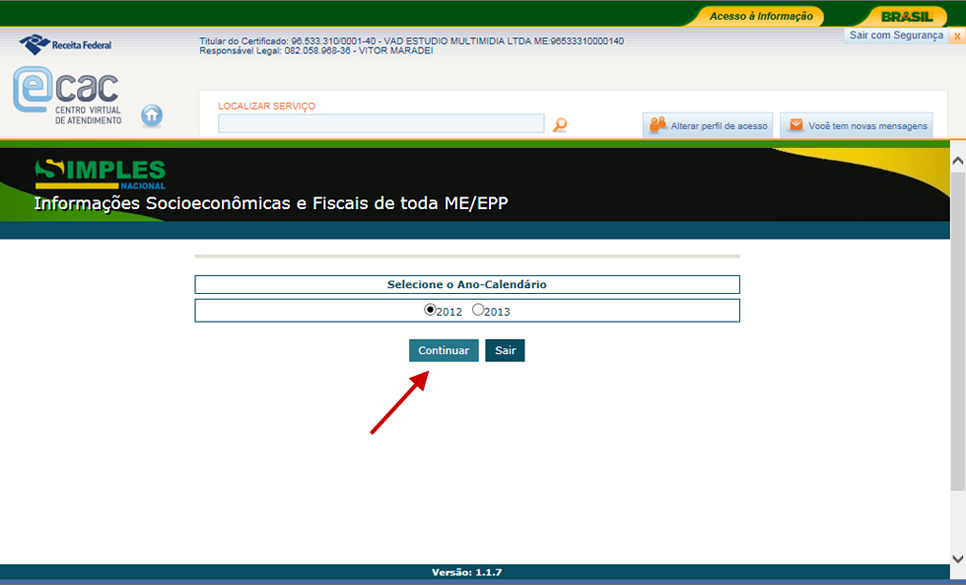 Acesso à Informação
BRASIL
Sair com Segurança x
Receita Federal
Titular do Certificado: 96.533.310/0001-40 - VAD ESTUDIO MULTIMIDIA LTDA ME:96533310000140
Responsável Legal: 082.058.968-36 - VITOR MARADEI
ecac
CENTRO VIRTUAL
DE ATENDIMENTO
LOCALIZAR SERVIÇO
Alterar perfil de acesso
Você tem novas mensagens
SIMPLES
NACIONAL
Informações Socioeconômicas e Fiscais de toda ME/EPP
Selecione o Ano-Calendário
2012 2013
Continuar Sair
Versão: 1.1.7